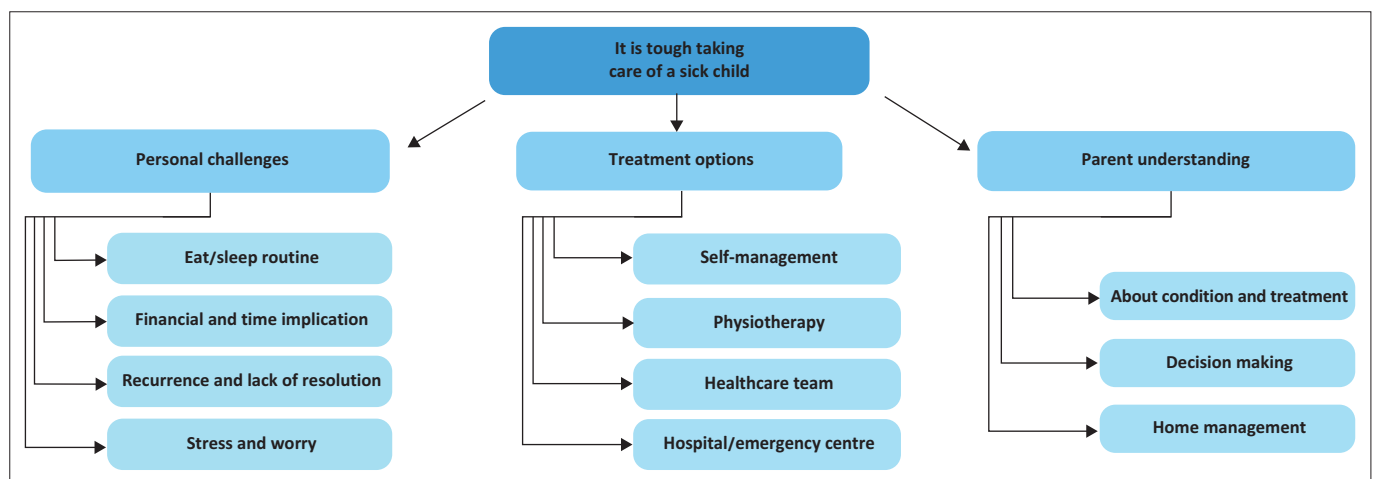 It is tough taking
care of a sick child
Personal challenges
Eat/sleep routine
Financial and time implication
Recurrence and lack of resolution
Stress and worry
Treatment options
Self-management
Physiotherapy
Healthcare team
Hospital/emergency centre
Parent understanding
About condition and treatment
Decision making
Home management